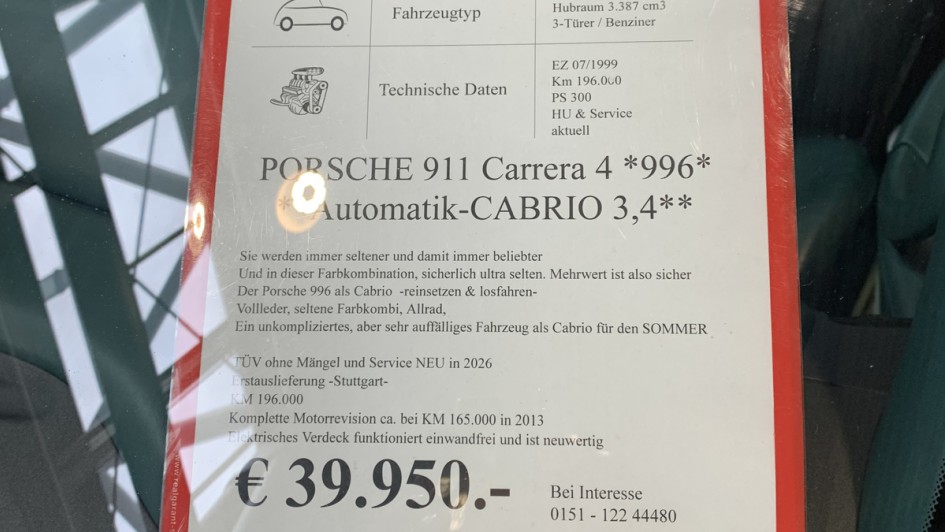 Fahrzeugtyp
Hubraum 3.387 cm3
3-Türer / Benziner
Technische Daten
EZ 07/1999
Km 196.000
PS 300
HU & Service
aktuell
PORSCHE 911 Carrera 4 *996*
Automatik-CABRIO 3,4**
Sie werden immer seltener und damit immer beliebter
Und in dieser Farbkombination, sicherlich ultra selten. Mehrwert ist also sicher
Der Porsche 996 als Cabrio -reinsetzen & losfahren-
Vollleder, seltene Farbkombi, Allrad,
Ein unkompliziertes, aber sehr auffälliges Fahrzeug als Cabrio für den SOMMER
TÜV ohne Mängel und Service NEU in 2026
Erstauslieferung -Stuttgart-
KM 196.000
Komplette Motorrevision ca. bei KM 165.000 in 2013
Elektrisches Verdeck funktioniert einwandfrei und ist neuwertig
€ 39.950.-
Bei Interesse
0151 - 122 44480